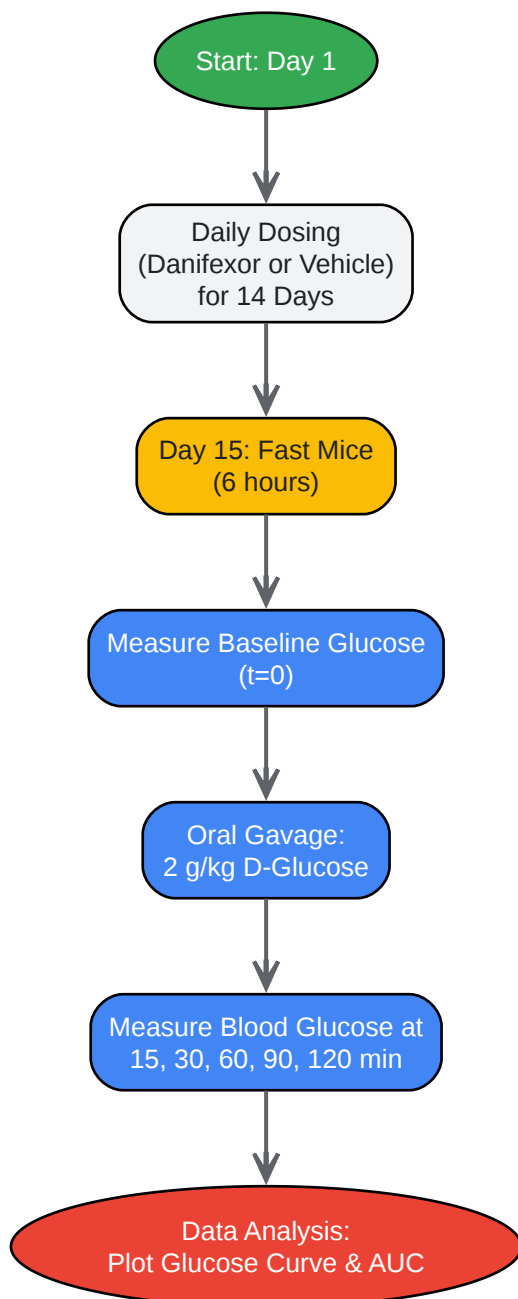 Start: Day 1
Daily Dosing
(Danifexor or Vehicle)
for 14 Days
Day 15: Fast Mice
(6 hours)
Measure Baseline Glucose
(t=0)
Oral Gavage:
2 g/kg D-Glucose
Measure Blood Glucose at
15, 30, 60, 90, 120 min
Data Analysis:
Plot Glucose Curve & AUC